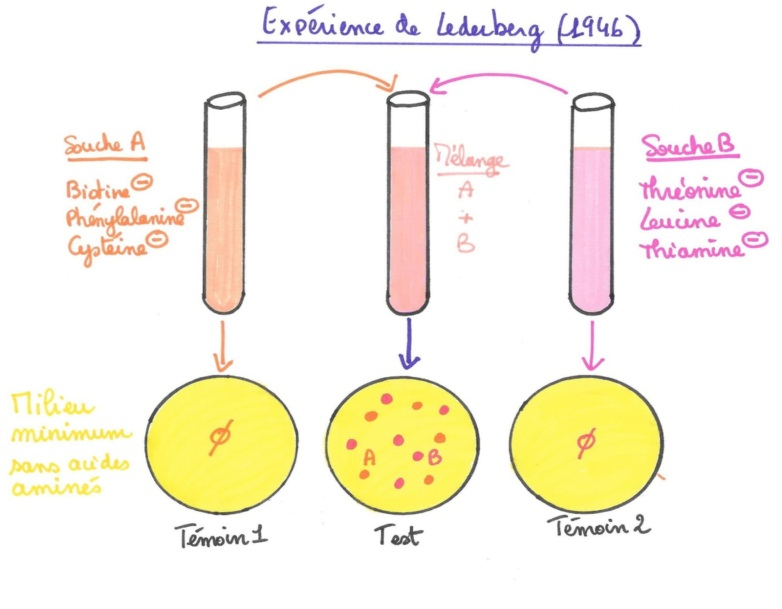 Expérience de Lederberg (1946)
Souche A
Biotine ⊖
Phénylalanine ⊖
Cystéine ⊖
Mélange
A
+
B
Souche B
Thréonine ⊖
Leucine ⊖
Thiamine ⊖
Milieu
minimum
sans acides
aminés
Ø
A B
Ø
Témoin 1
Test
Témoin 2